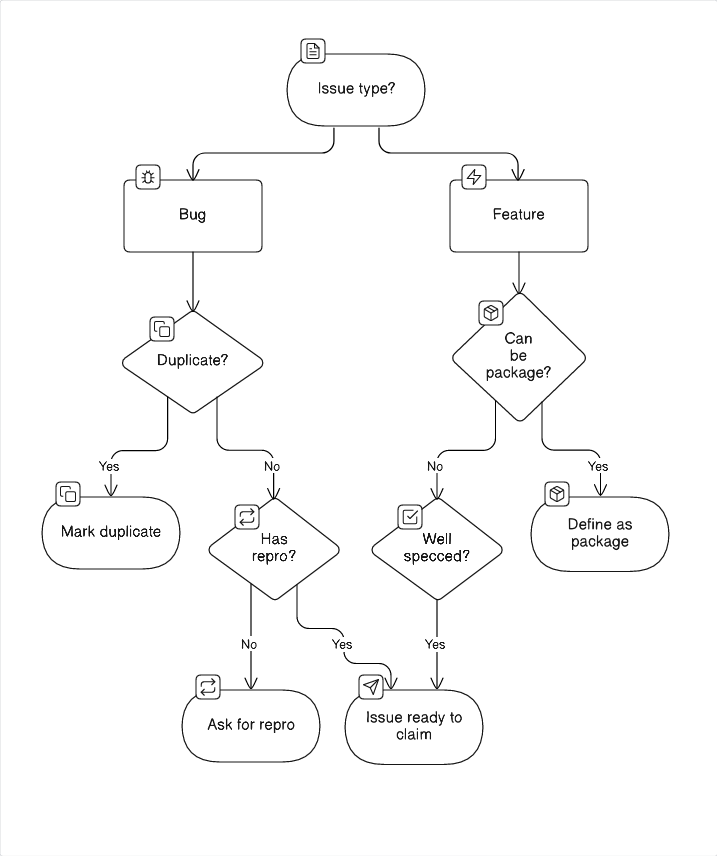 Issue type?
Bug
Feature
Duplicate?
Can
be
package?
Yes
No
No
Yes
Mark duplicate
Has
repro?
Well
specced?
Define as
package
No
Yes
Yes
Ask for repro
Issue ready to
claim